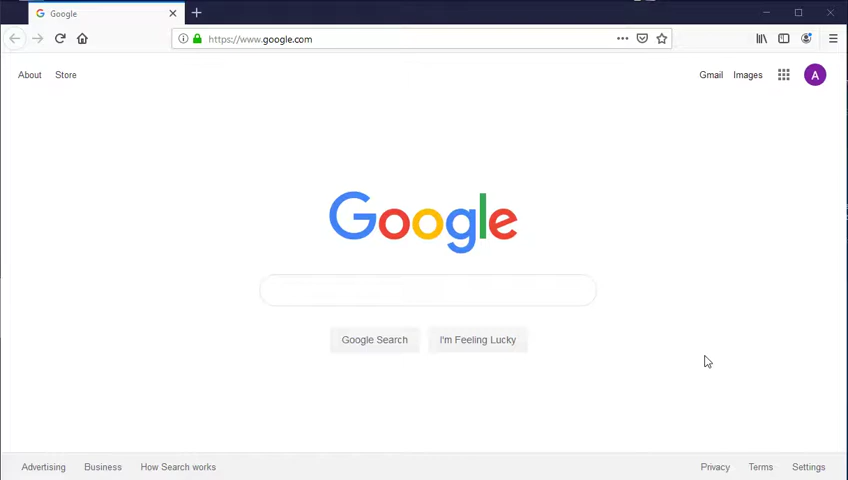 Google
https://www.google.com
About Store
Gmail Images
A
Google
Google Search I'm Feeling Lucky
Advertising Business How Search works
Privacy Terms Settings